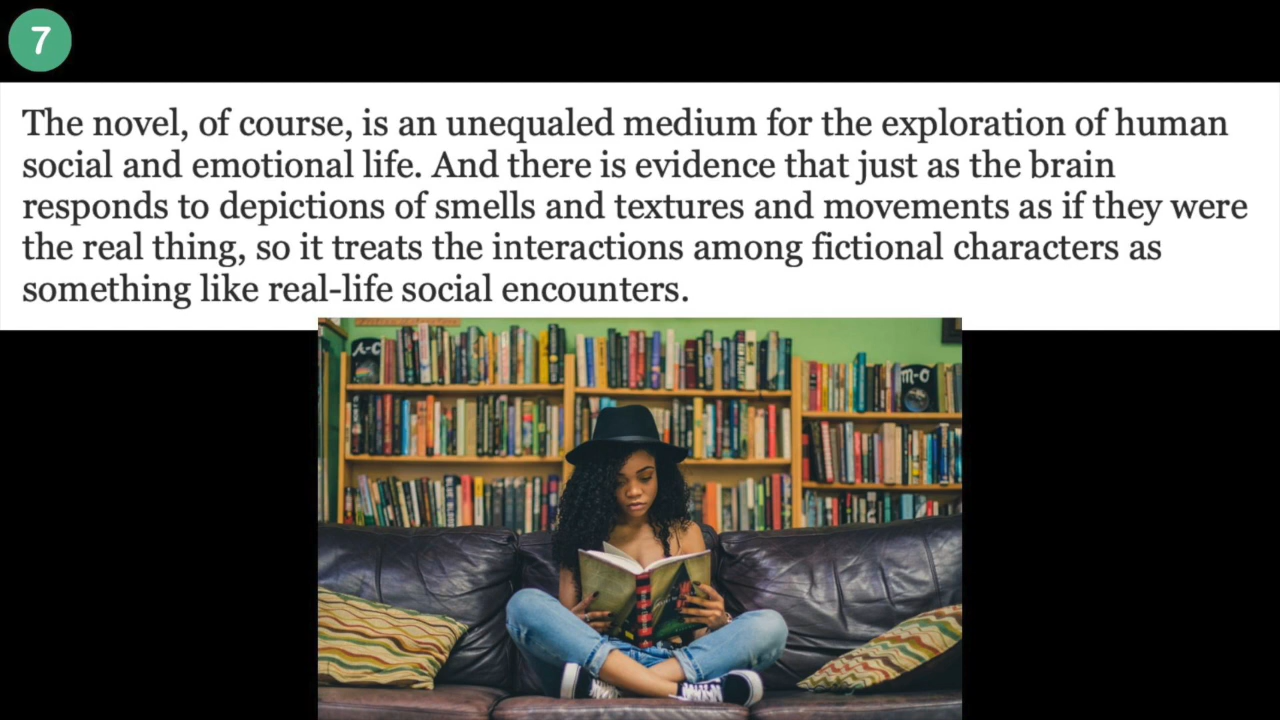 7
The novel, of course, is an unequaled medium for the exploration of human
social and emotional life. And there is evidence that just as the brain
responds to depictions of smells and textures and movements as if they were
the real thing, so it treats the interactions among fictional characters as
something like real-life social encounters.
A-C
m-o